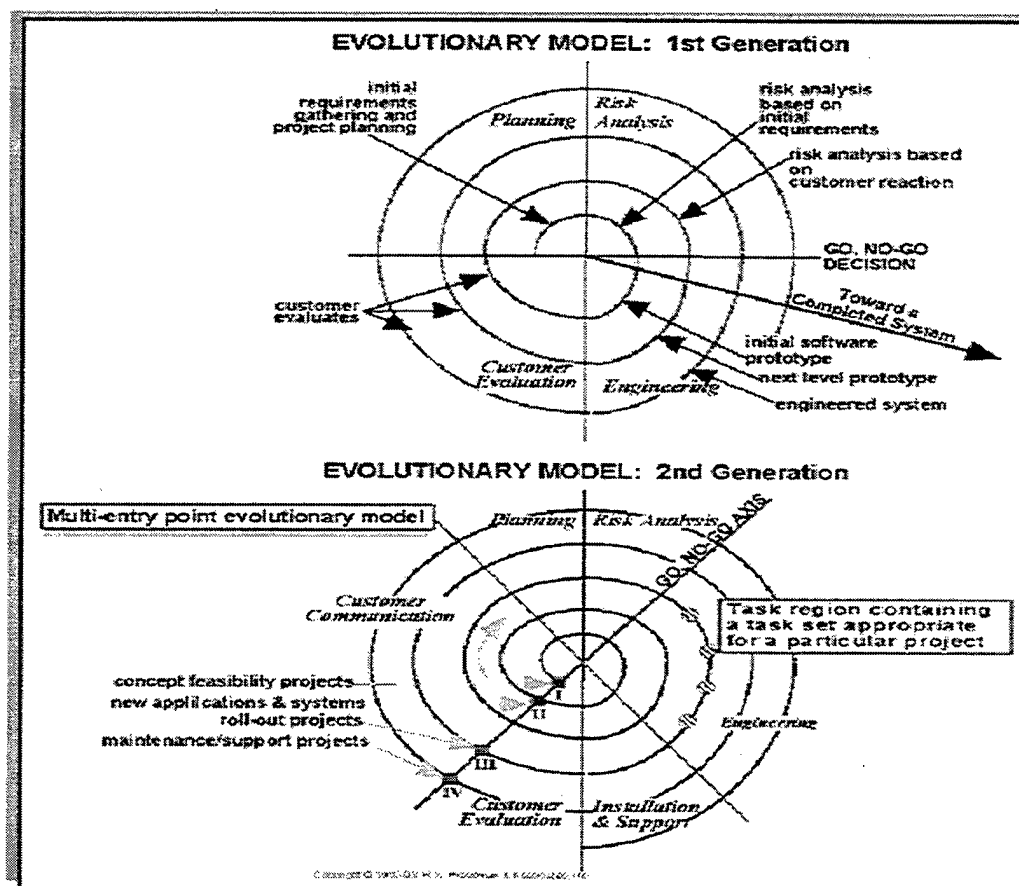 EVOLUTIONARY MODEL: 1st Generation
initial
requirements
gathering and
project planning
Planning
Risk
Analysis
risk analysis
based on
initial
requirements
risk analysis based
on
customer reaction
GO, NO-GO
DECISION
Toward a
Completed System
customer
evaluates
initial software
prototype
next level prototype
engineered system
Customer
Evaluation
Engineering
EVOLUTIONARY MODEL: 2nd Generation
Multi-entry point evolutionary model
Planning
Risk Analysis
GO, NO-GO AXIS
Customer
Communication
Task region containing
a task set appropriate
for a particular project
concept feasibility projects
new applications & systems
roll-out projects
maintenance/support projects
I
II
III
IV
Engineering
Customer
Evaluation
Installation
& Support